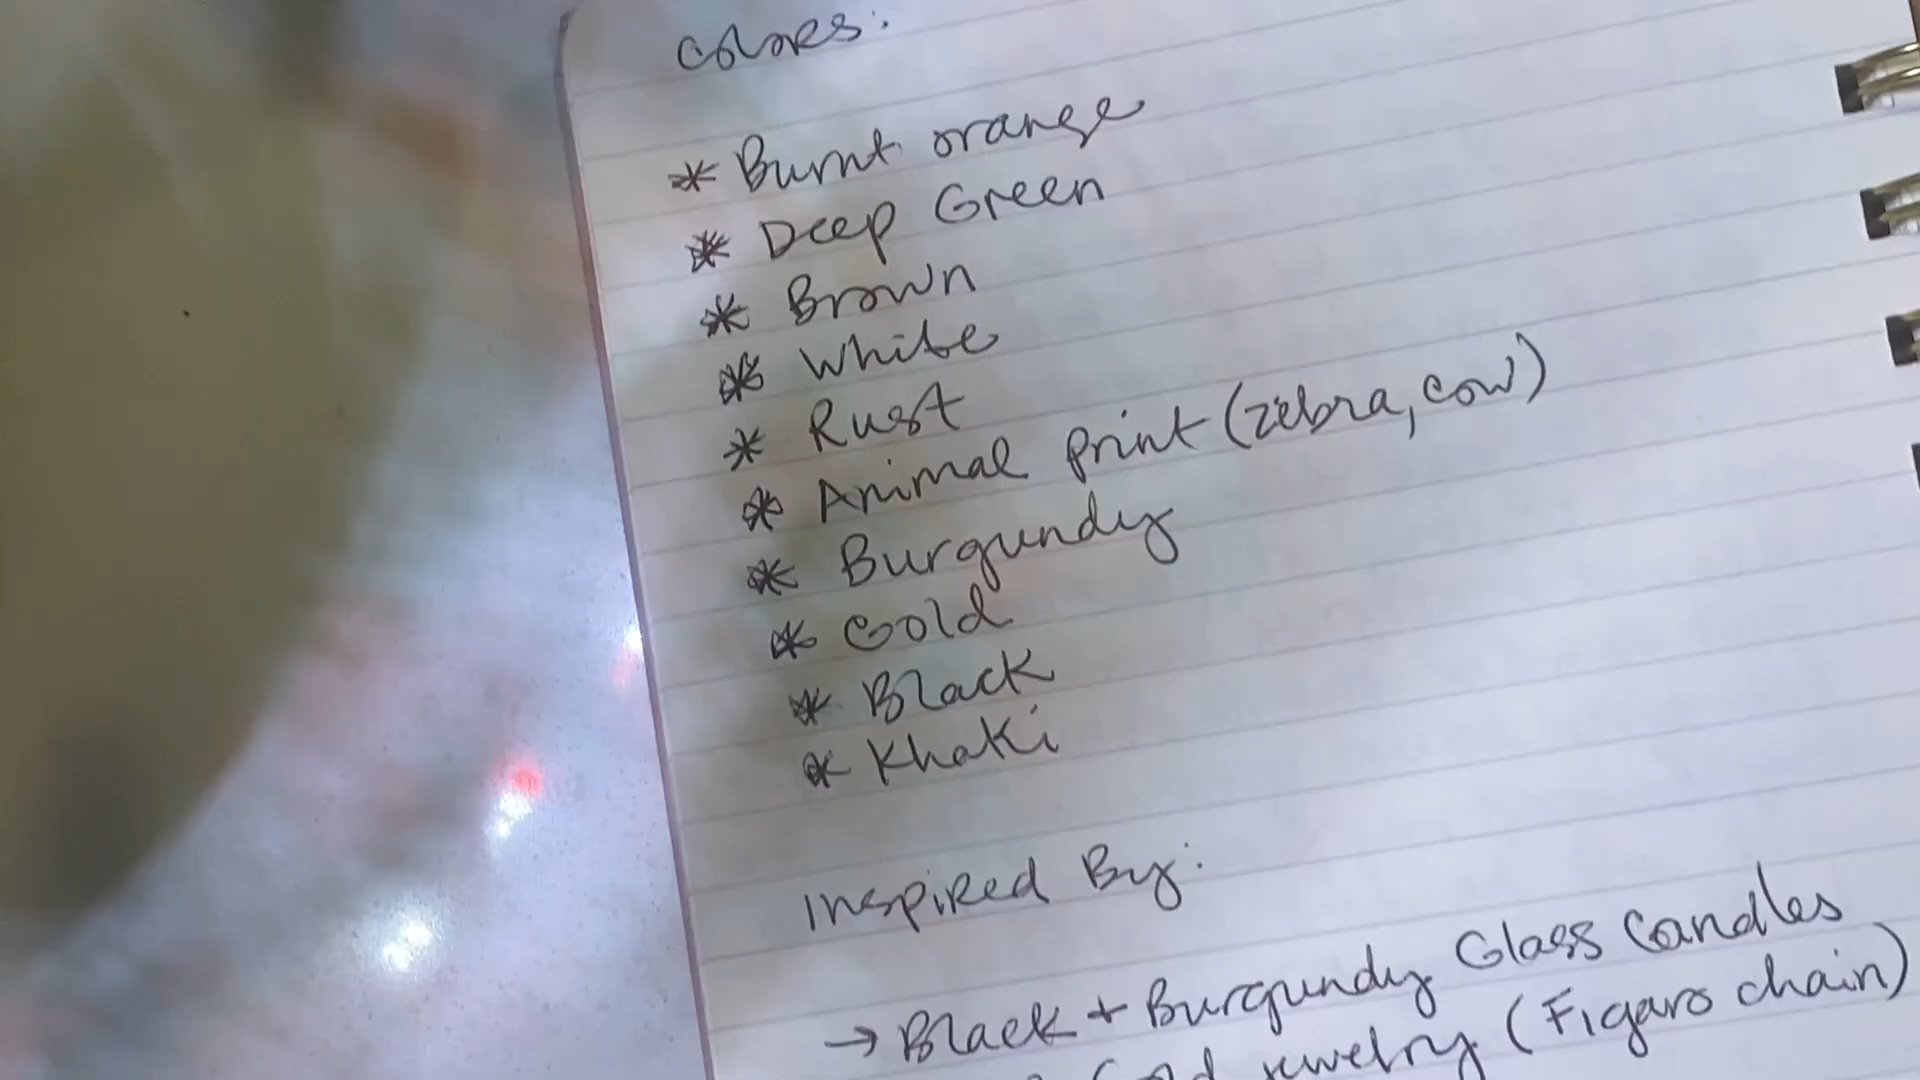 Colors:
* Burnt orange
* Deep Green
* Brown
* White
* Rust
* Animal print (zebra, cow)
* Burgundy
* Gold
* Black
* Khaki
Inspired By:
→ Black + Burgundy Glass Candles
Gold jewelry (Figaro chain)